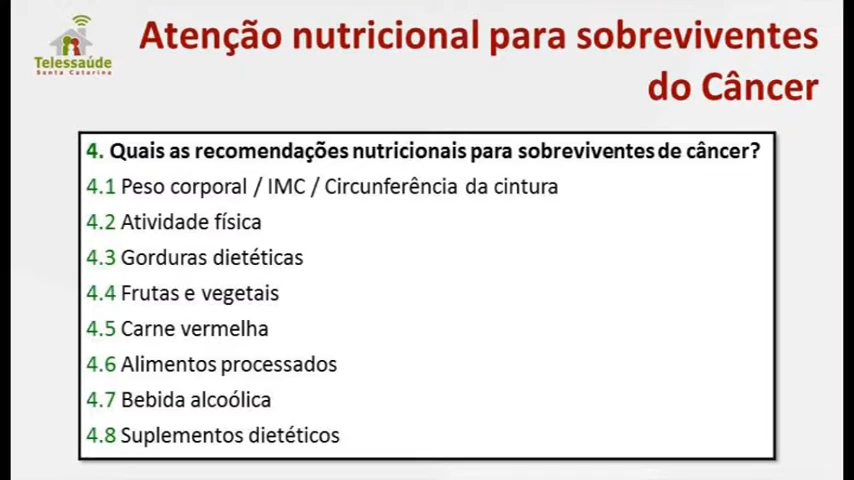 Telessaúde
Santa Catarina
Atenção nutricional para sobreviventes
do Câncer
4. Quais as recomendações nutricionais para sobreviventes de câncer?
4.1 Peso corporal / IMC / Circunferência da cintura
4.2 Atividade física
4.3 Gorduras dietéticas
4.4 Frutas e vegetais
4.5 Carne vermelha
4.6 Alimentos processados
4.7 Bebida alcoólica
4.8 Suplementos dietéticos